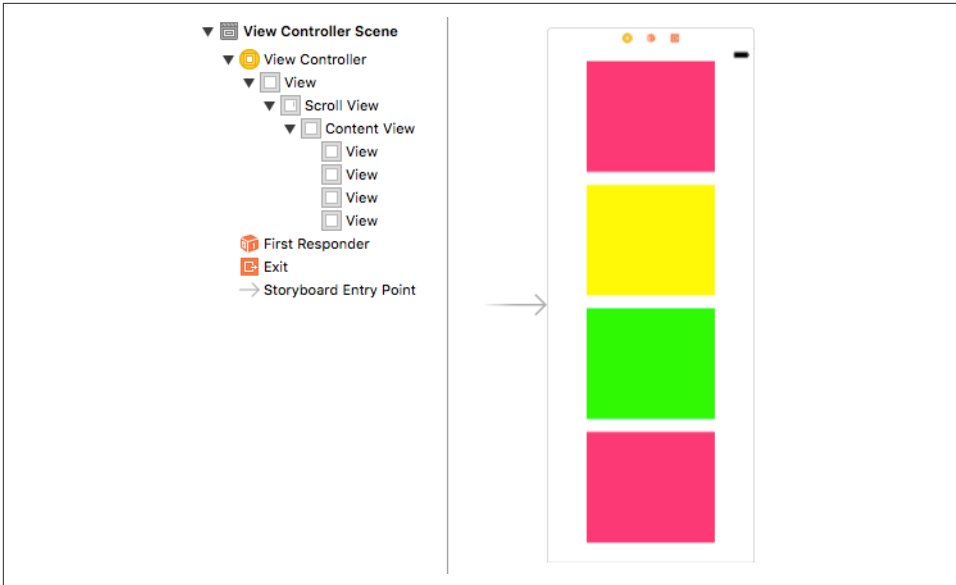 View Controller Scene
View Controller
View
Scroll View
Content View
View
View
View
View
First Responder
Exit
Storyboard Entry Point